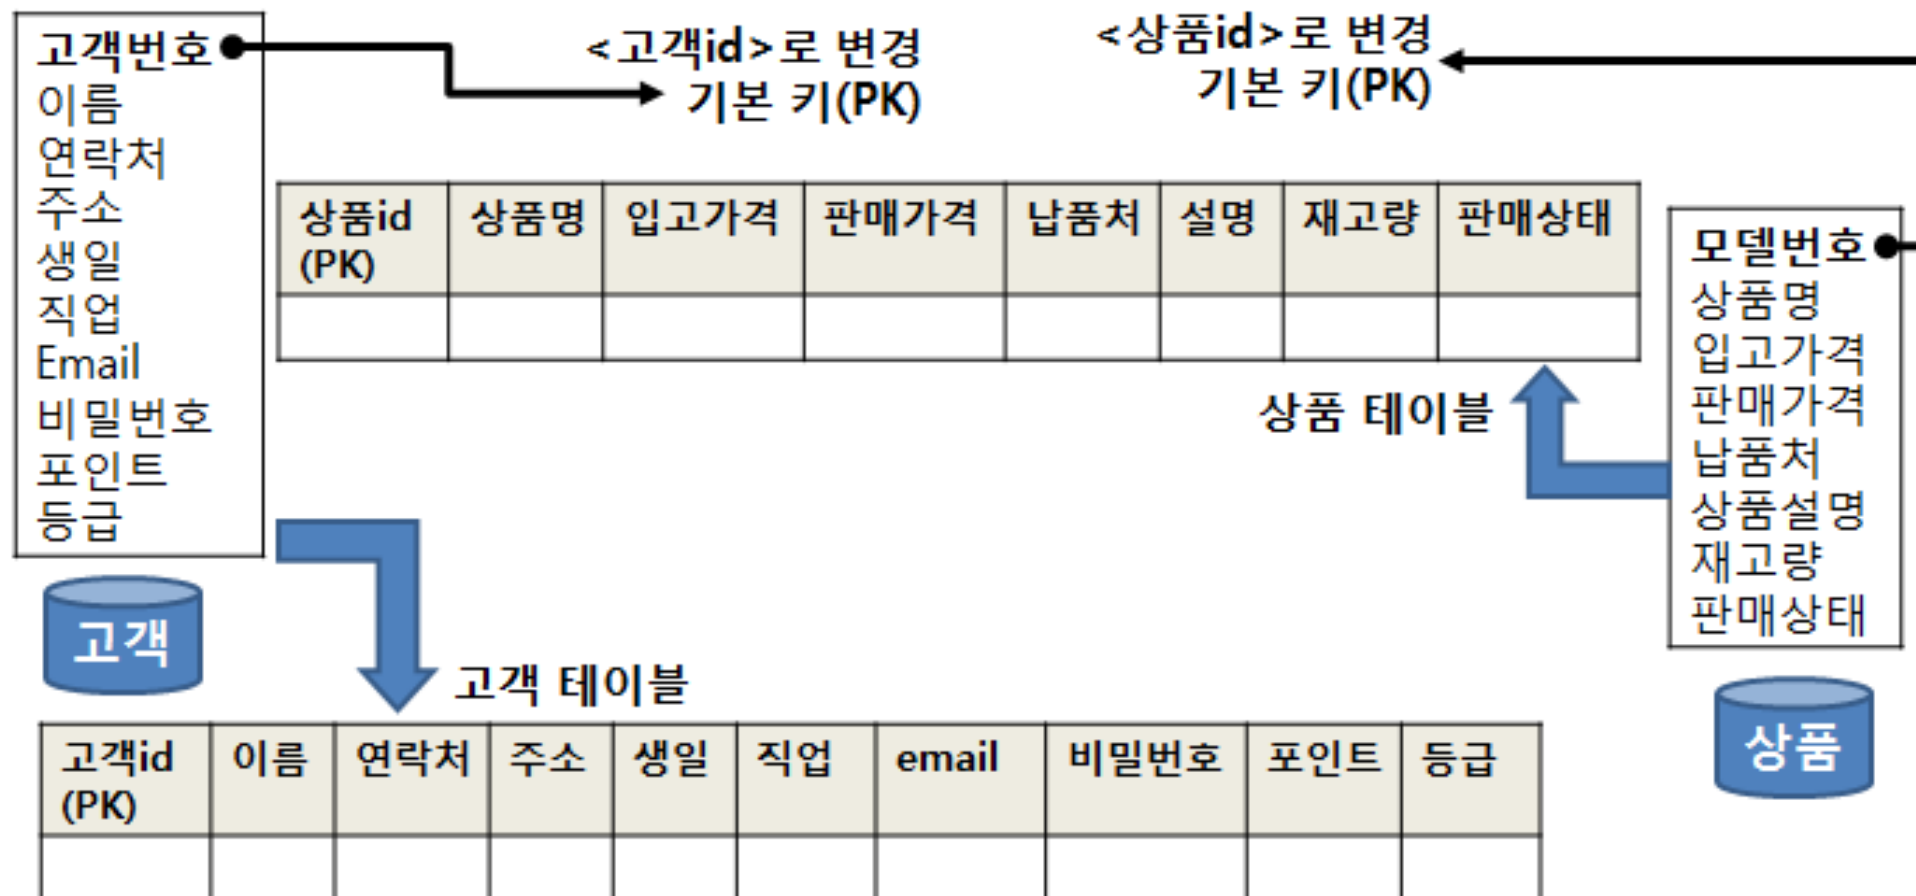 고객번호
이름
연락처
주소
생일
직업
Email
비밀번호
포인트
등급
고객
<고객id>로 변경
기본 키(PK)
<상품id>로 변경
기본 키(PK)
상품id (PK) 상품명 입고가격 판매가격 납품처 설명 재고량 판매상태
상품 테이블
모델번호
상품명
입고가격
판매가격
납품처
상품설명
재고량
판매상태
상품
고객 테이블
고객id (PK) 이름 연락처 주소 생일 직업 email 비밀번호 포인트 등급